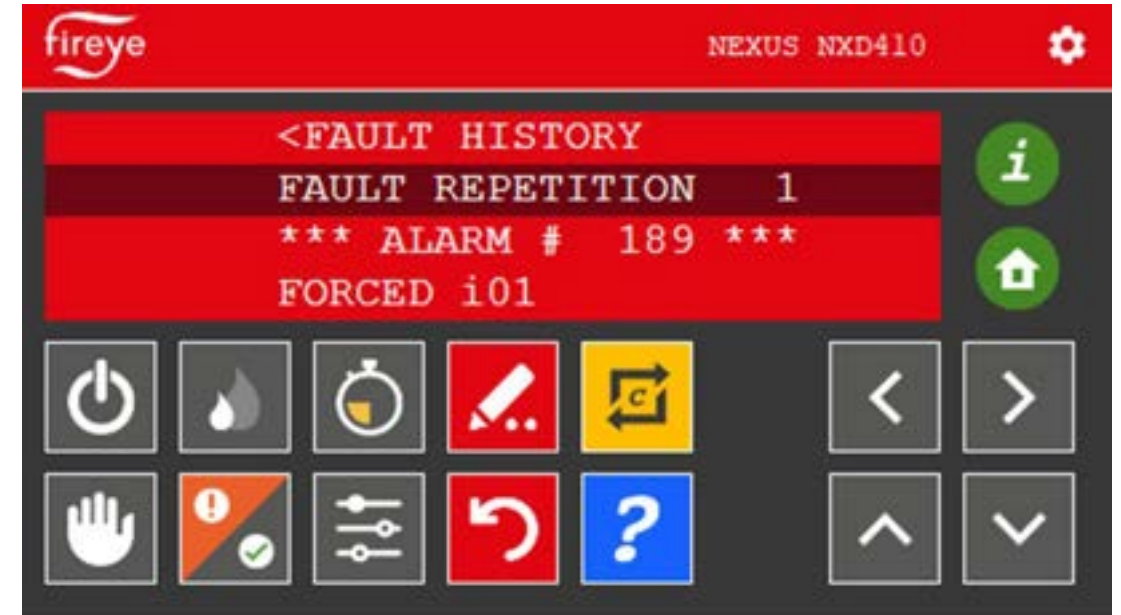 fireye
NEXUS NXD410
<FAULT HISTORY
FAULT REPETITION 1
*** ALARM # 189 ***
FORCED i01
i
C
!
?